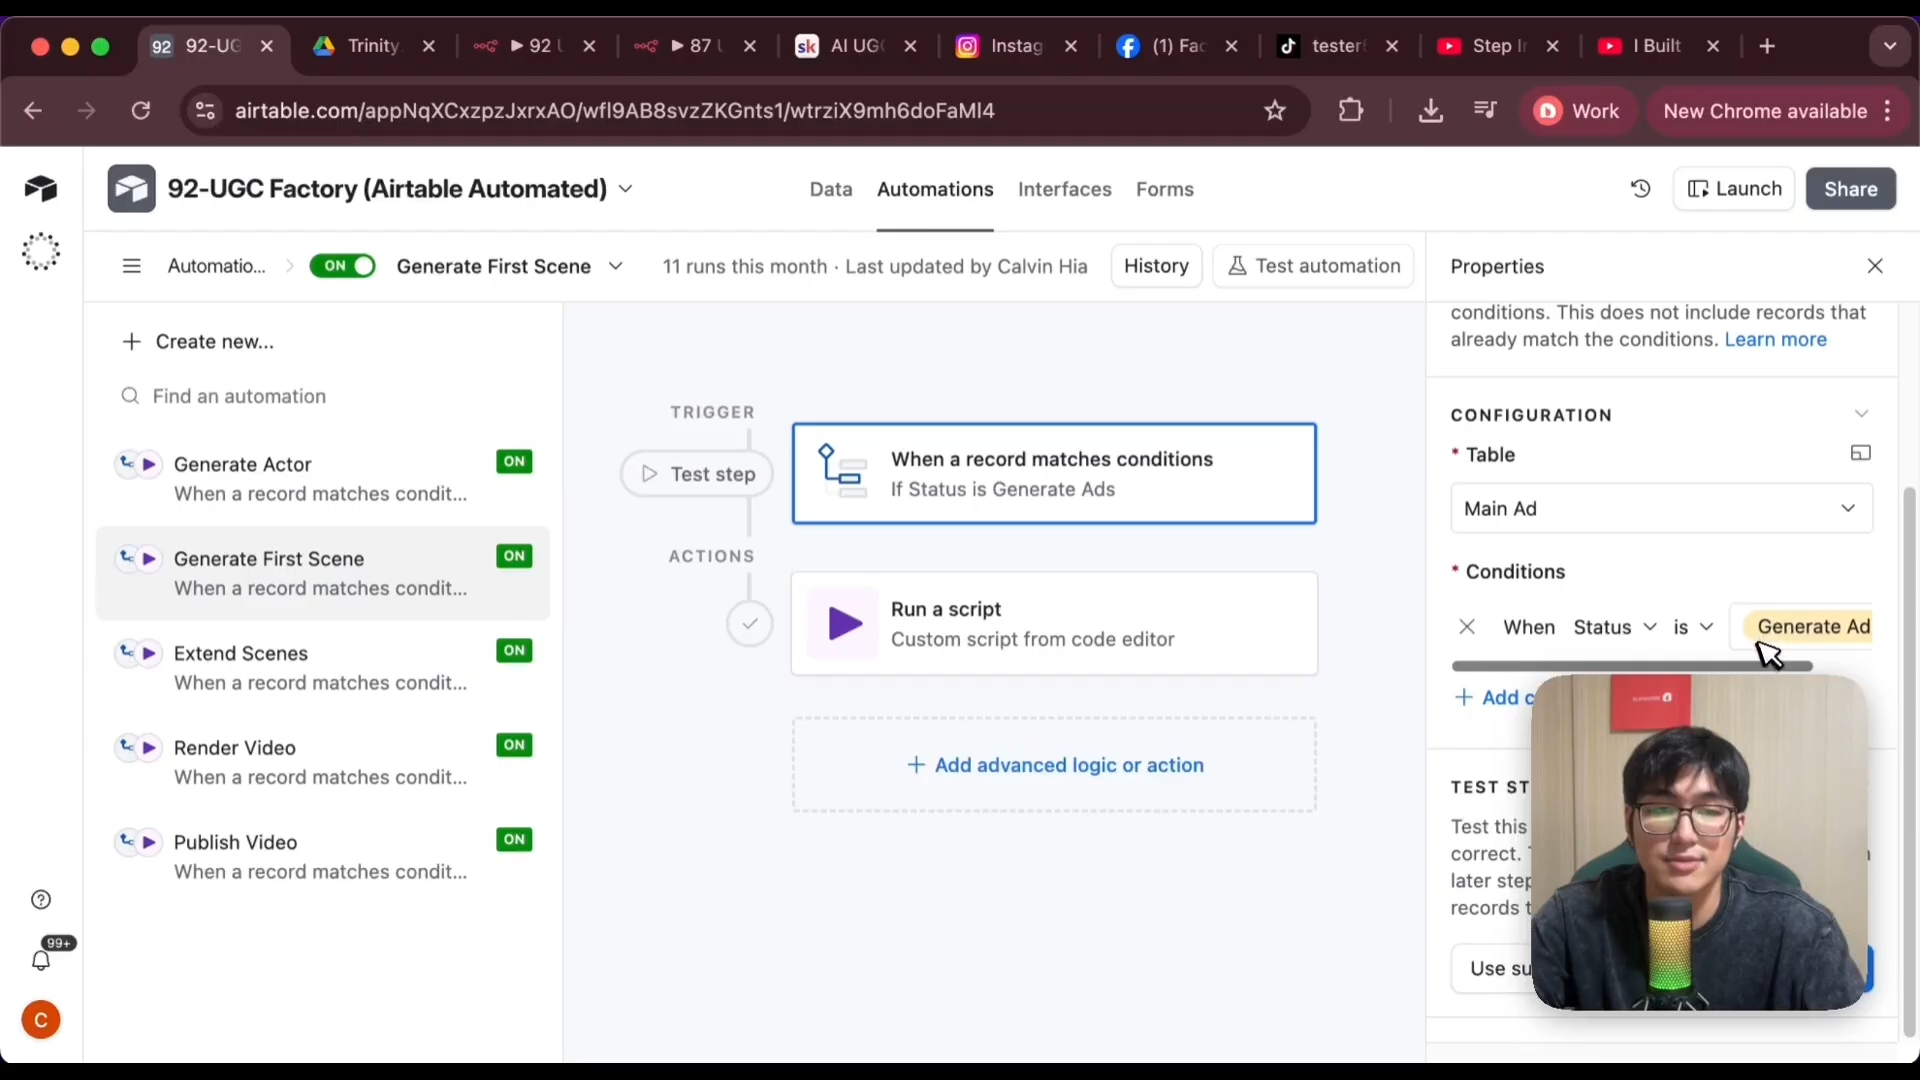 92
92-UG
Trinity
92 U
87 U
sk
AI UG
Instag
(1) Fac
tester
Step I
I Built
airtable.com/appNqXCxzpzJxrxAO/wfl9AB8svzZKGnts1/wtrziX9mh6doFaMl4
Work
New Chrome available
92-UGC Factory (Airtable Automated)
Data
Automations
Interfaces
Forms
Launch
Share
Automatio...
ON
Generate First Scene
11 runs this month · Last updated by Calvin Hia
History
Test automation
Properties
Create new...
Find an automation
Generate Actor
ON
When a record matches condit...
Generate First Scene
ON
When a record matches condit...
Extend Scenes
ON
When a record matches condit...
Render Video
ON
When a record matches condit...
Publish Video
ON
When a record matches condit...
99+
C
TRIGGER
Test step
When a record matches conditions
If Status is Generate Ads
ACTIONS
Run a script
Custom script from code editor
Add advanced logic or action
conditions. This does not include records that
already match the conditions. Learn more
CONFIGURATION
* Table
Main Ad
* Conditions
When Status is Generate Ad
Add c
TEST ST
Test this
correct.
later step
records t
Use su